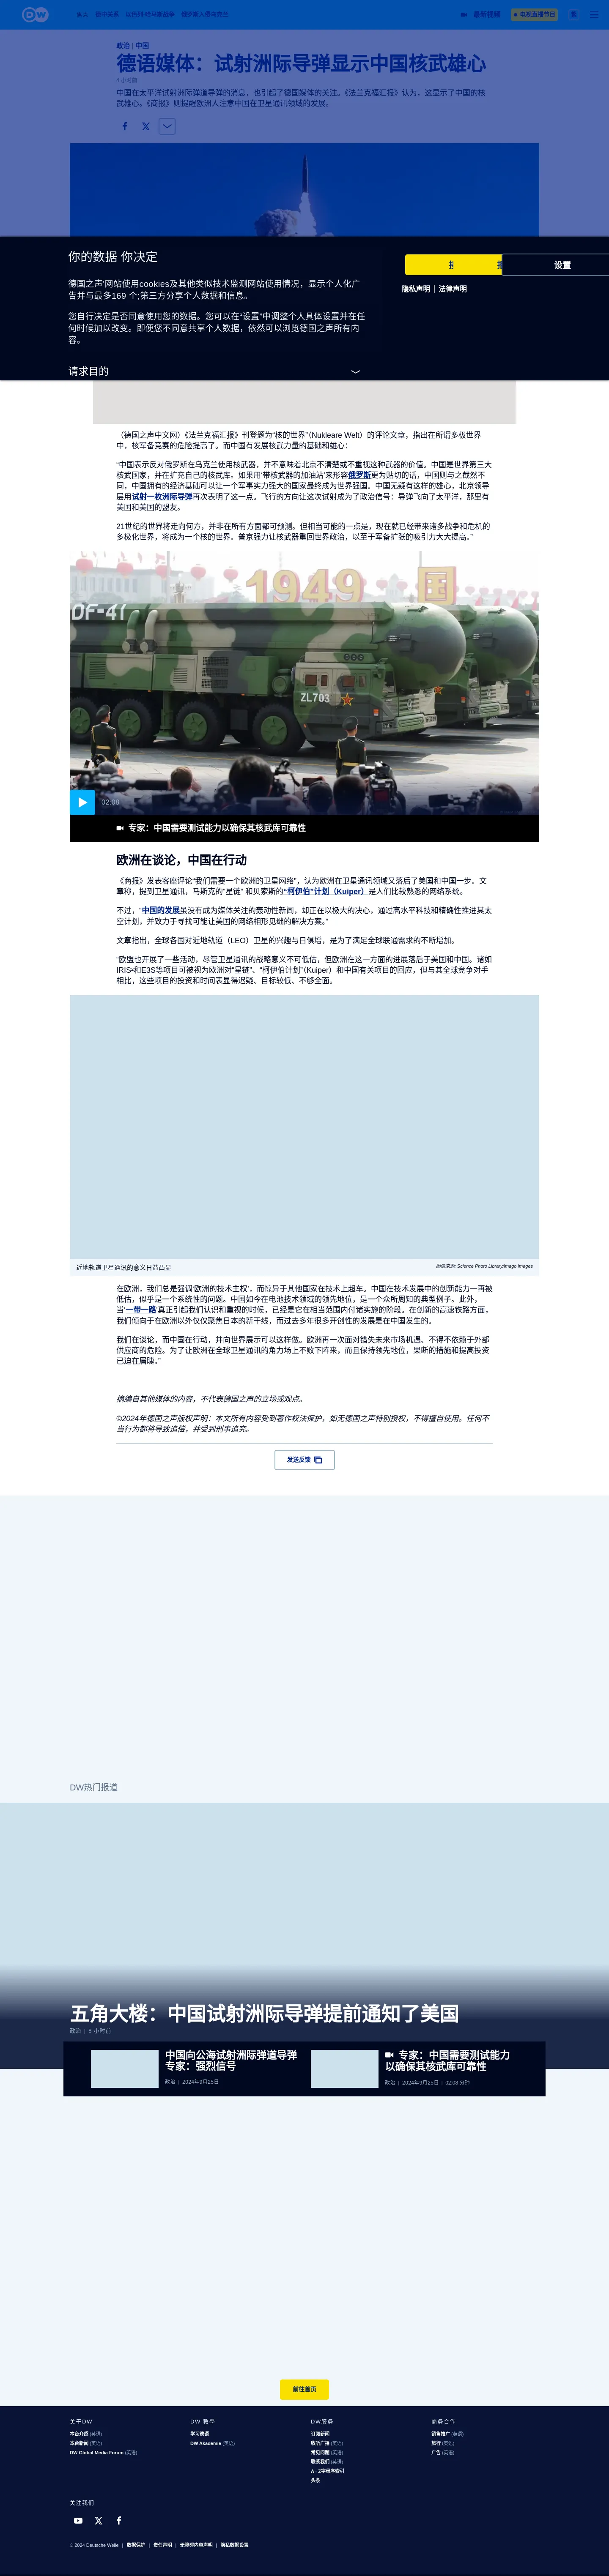 DW
德中关系
以色列-哈马斯战争
俄罗斯入侵乌克兰
最新视频
电视直播节目
政治 | 中国
德语媒体：试射洲际导弹显示中国核武雄心
4 小时前
中国在太平洋试射洲际弹道导弹的消息，也引起了德国媒体的关注。《法兰克福汇报》认为，这显示了中国的核
武雄心。《商报》则提醒欧洲人注意中国在卫星通讯领域的发展。
你的数据 你决定
设置
德国之声网站使用cookies及其他类似技术监测网站使用情况，显示个人化广
告并与最多169 个;第三方分享个人数据和信息。
隐私声明 | 法律声明
您自行决定是否同意使用您的数据。您可以在“设置”中调整个人具体设置并在任
何时候加以改变。即便您不同意共享个人数据，依然可以浏览德国之声所有内
容。
请求目的
（德国之声中文网）《法兰克福汇报》刊登题为“核的世界”（Nukleare Welt）的评论文章，指出在所谓多极世界
中，核军备竞赛的危险提高了。而中国有发展核武力量的基础和雄心：
“中国表示反对俄罗斯在乌克兰使用核武器，并不意味着北京不清楚或不重视这种武器的价值。中国是世界第三大
核武国家，并在扩充自己的核武库。如果用‘带核武器的加油站’来形容俄罗斯更为贴切的话，中国则与之截然不
同，中国拥有的经济基础可以让一个军事实力强大的国家最终成为世界强国。中国无疑有这样的雄心，北京领导
层用试射一枚洲际导弹再次表明了这一点。飞行的方向让这次试射成为了政治信号：导弹飞向了太平洋，那里有
美国和美国的盟友。
21世纪的世界将走向何方，并非在所有方面都可预测。但相当可能的一点是，现在就已经带来诸多战争和危机的
多极化世界，将成为一个核的世界。普京强力让核武器重回世界政治，以至于军备扩张的吸引力大大提高。”
1949 国
DF-41
ZL703
02:08
专家：中国需要测试能力以确保其核武库可靠性
欧洲在谈论，中国在行动
《商报》发表客座评论“我们需要一个欧洲的卫星网络”，认为欧洲在卫星通讯领域又落后了美国和中国一步。文
章称，提到卫星通讯，马斯克的“星链” 和贝索斯的“柯伊伯”计划（Kuiper）是人们比较熟悉的网络系统。
不过，“中国的发展虽没有成为媒体关注的轰动性新闻，却正在以极大的决心，通过高水平科技和精确性推进其太
空计划，并致力于寻找可能让美国的网络相形见绌的解决方案。”
文章指出，全球各国对近地轨道（LEO）卫星的兴趣与日俱增，是为了满足全球联通需求的不断增加。
“欧盟也开展了一些活动，尽管卫星通讯的战略意义不可低估，但欧洲在这一方面的进展落后于美国和中国。诸如
IRIS²和E3S等项目可被视为欧洲对“星链”、“柯伊伯计划”（Kuiper）和中国有关项目的回应，但与其全球竞争对手
相比，这些项目的投资和时间表显得迟疑、目标较低、不够全面。
近地轨道卫星通讯的意义日益凸显
图像来源: Science Photo Library/imago images
在欧洲，我们总是强调‘欧洲的技术主权’，而惊异于其他国家在技术上超车。中国在技术发展中的创新能力一再被
低估，似乎是一个系统性的问题。中国如今在电池技术领域的领先地位，是一个众所周知的典型例子。此外，
当‘一带一路’真正引起我们认识和重视的时候，已经是它在相当范围内付诸实施的阶段。在创新的高速铁路方面，
我们倾向于在欧洲以外仅仅聚焦日本的新干线，而过去多年很多开创性的发展是在中国发生的。
我们在谈论，而中国在行动，并向世界展示可以这样做。欧洲再一次面对错失未来市场机遇、不得不依赖于外部
供应商的危险。为了让欧洲在全球卫星通讯的角力场上不败下阵来，而且保持领先地位，果断的措施和提高投资
已迫在眉睫。”
摘编自其他媒体的内容，不代表德国之声的立场或观点。
©2024年德国之声版权声明：本文所有内容受到著作权法保护，如无德国之声特别授权，不得擅自使用。任何不
当行为都将导致追偿，并受到刑事追究。
发送反馈
DW热门报道
五角大楼：中国试射洲际导弹提前通知了美国
政治 | 8 小时前
中国向公海试射洲际弹道导弹
专家：强烈信号
政治 | 2024年9月25日
专家：中国需要测试能力
以确保其核武库可靠性
政治 | 2024年9月25日 | 02:08 分钟
前往首页
关于DW
本台介绍 (英语)
本台新闻 (英语)
DW Global Media Forum (英语)
DW 教學
学习德语
DW Akademie (英语)
DW服务
订阅新闻
收听广播 (英语)
常见问题 (英语)
联系我们 (英语)
A - Z字母序索引
头条
商务合作
销售推广 (英语)
旅行 (英语)
广告 (英语)
关注我们
© 2024 Deutsche Welle | 数据保护 | 责任声明 | 无障碍内容声明 | 隐私数据设置